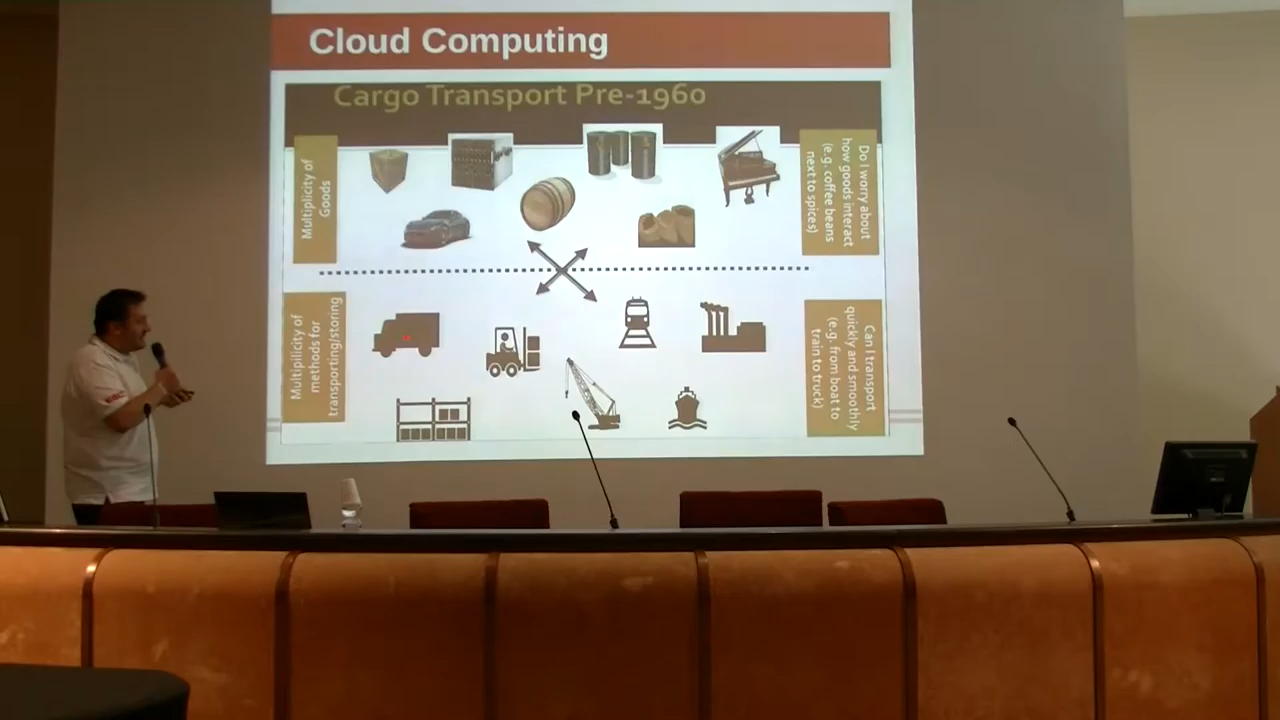 Cloud Computing
Cargo Transport Pre-1960
Multiplicity of
Goods
Do I worry about
how goods interact
(e.g. coffee beans
next to spices)
Multipilicity of
methods for
transporting/storing
Can I transport
quickly and smoothly
(e.g. from boat to
train to truck)